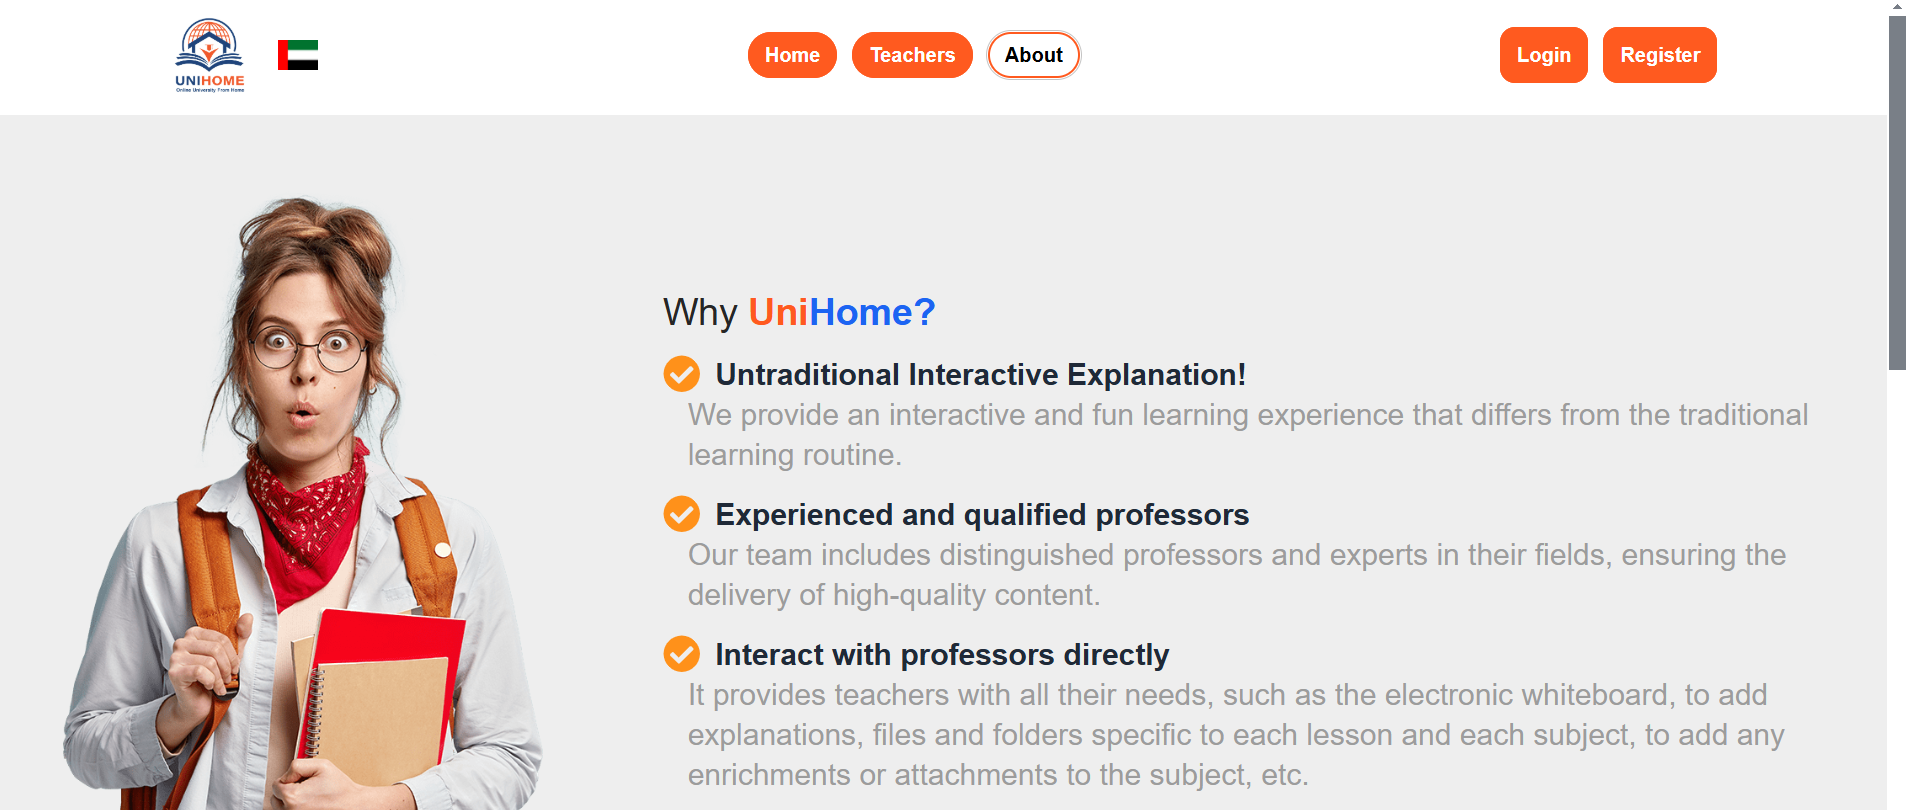 UNIHOME
Online University From Home
Home
Teachers
About
Login
Register
Why UniHome?
Untraditional Interactive Explanation!
We provide an interactive and fun learning experience that differs from the traditional
learning routine.
Experienced and qualified professors
Our team includes distinguished professors and experts in their fields, ensuring the
delivery of high-quality content.
Interact with professors directly
It provides teachers with all their needs, such as the electronic whiteboard, to add
explanations, files and folders specific to each lesson and each subject, to add any
enrichments or attachments to the subject, etc.